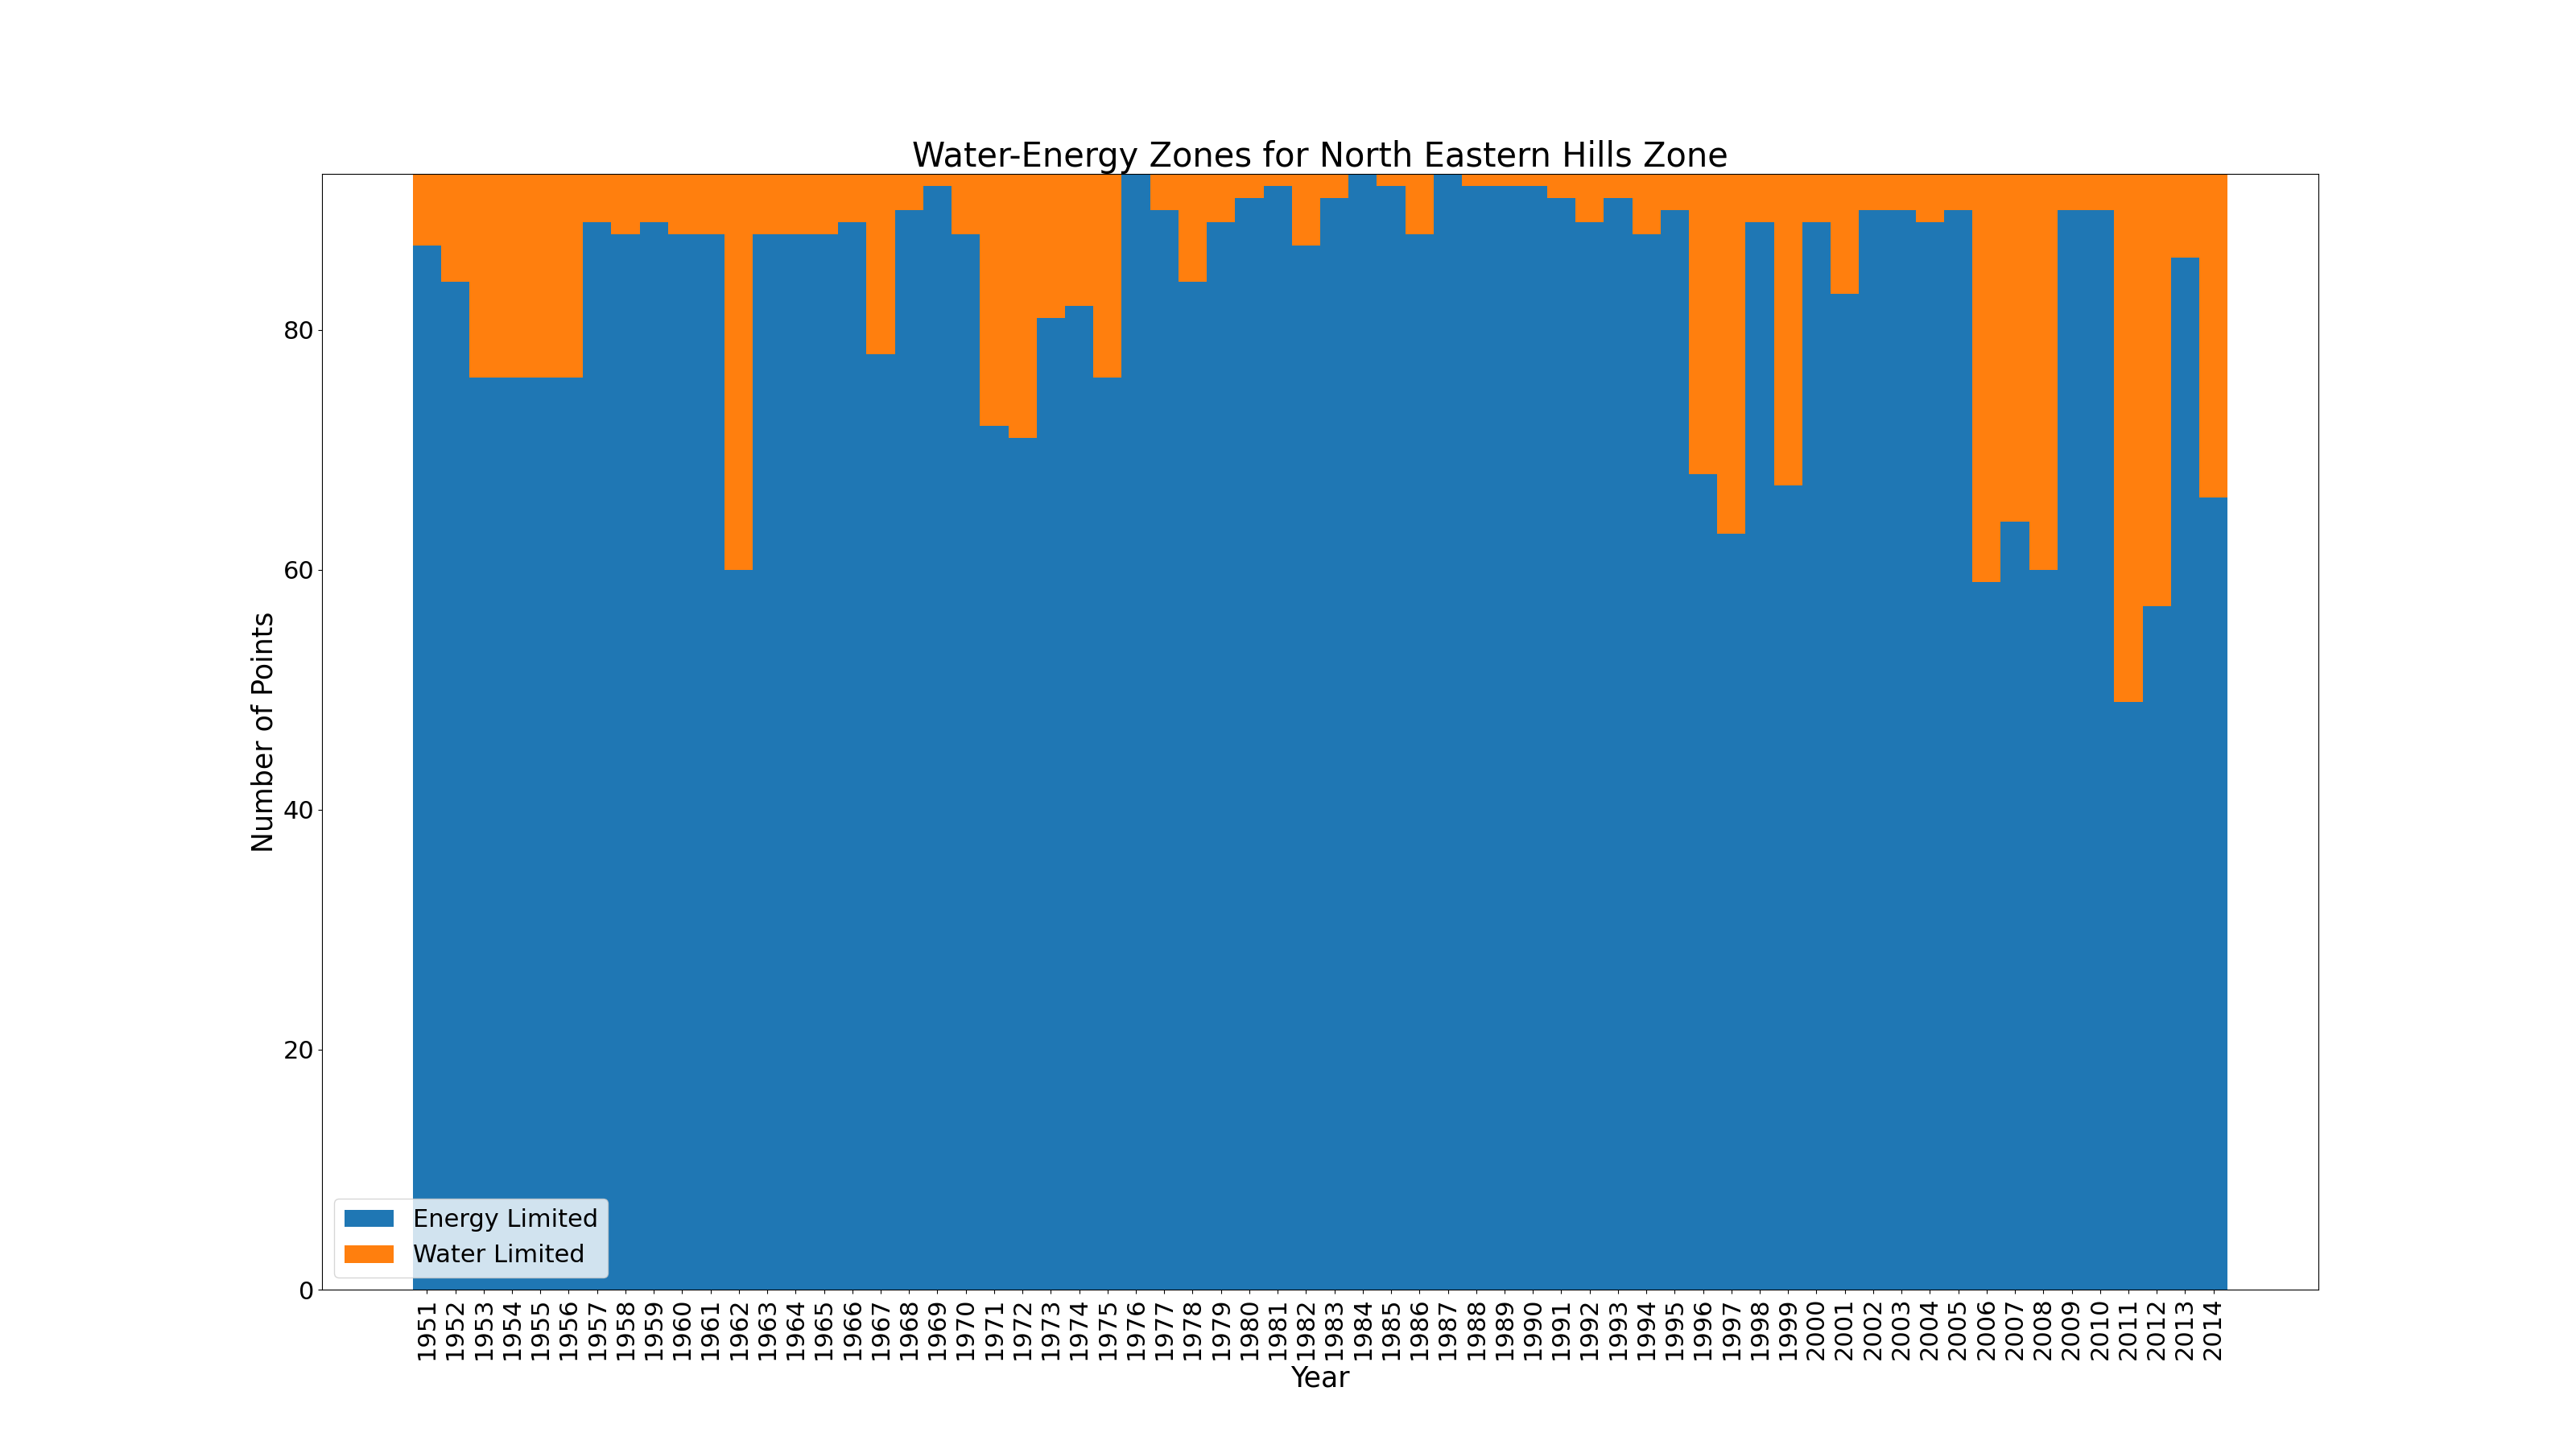 Water-Energy Zones for North Eastern Hills Zone
Number of Points
80
60
40
20
0
Energy Limited
Water Limited
1951 1952 1953 1954 1955 1956 1957 1958 1959 1960 1961 1962 1963 1964 1965 1966 1967 1968 1969 1970 1971 1972 1973 1974 1975 1976 1977 1978 1979 1980 1981 1982 1983 1984 1985 1986 1987 1988 1989 1990 1991 1992 1993 1994 1995 1996 1997 1998 1999 2000 2001 2002 2003 2004 2005 2006 2007 2008 2009 2010 2011 2012 2013 2014
Year